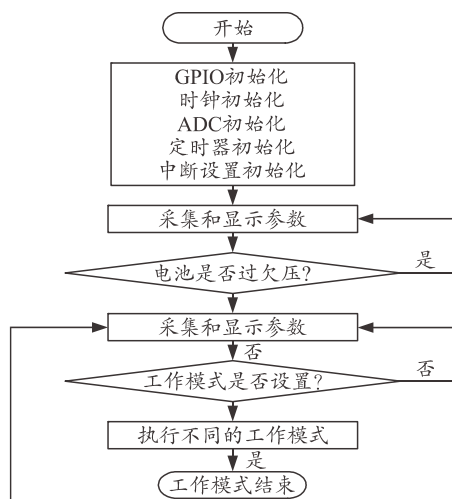 开始
GPIO初始化
时钟初始化
ADC初始化
定时器初始化
中断设置初始化
采集和显示参数
电池是否过欠压?
是
采集和显示参数
否
工作模式是否设置?
否
执行不同的工作模式
是
工作模式结束